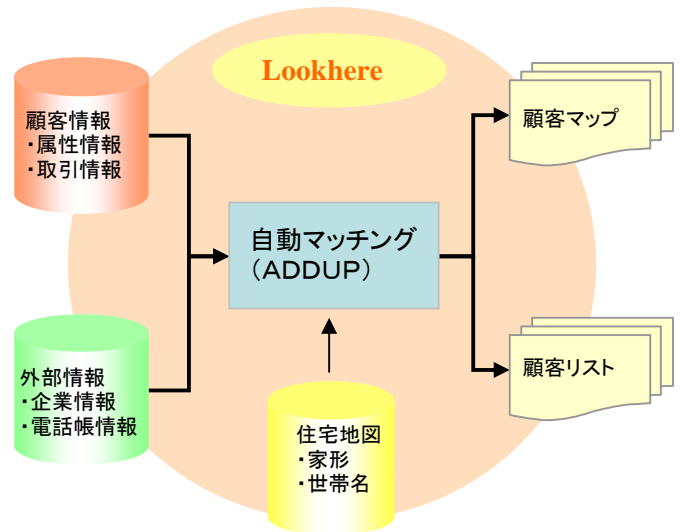 Lookhere
顧客情報
・属性情報
・取引情報
顧客マップ
自動マッチング
(ADDUP)
外部情報
・企業情報
・電話帳情報
顧客リスト
住宅地図
・家形
・世帯名